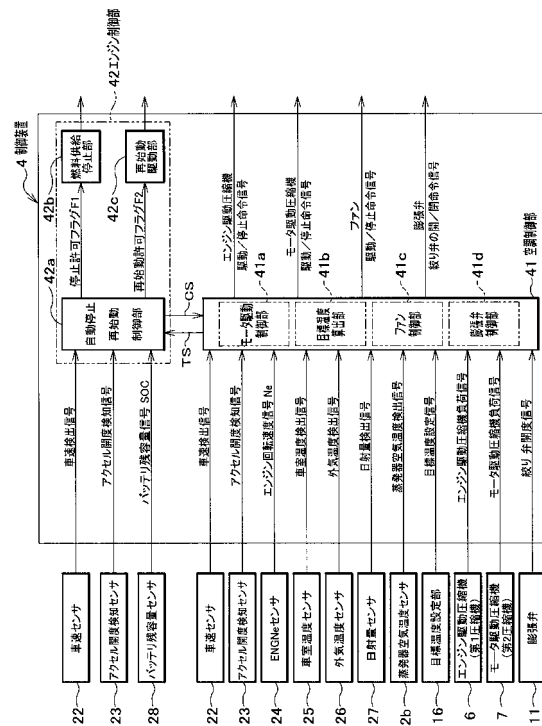 4 制御装置
42 エンジン制御部
42a
42b
42c
自動停止
再始動
制御部
停止許可フラグF1
再始動許可フラグF2
燃料供給
停止部
再始動
駆動部
22
車速センサ
車速検出信号
23
アクセル開度検知センサ
アクセル開度検知信号
28
バッテリ残容量センサ
バッテリ残容量信号 SOC
TS
CS
22
車速センサ
車速検出信号
23
アクセル開度検知センサ
アクセル開度検知信号
24
ENGNeセンサ
エンジン回転速度信号 Ne
25
車室温度センサ
車室温度検出信号
26
外気温度センサ
外気温度検出信号
27
日射量センサ
日射量検出信号
2b
蒸発器空気温度センサ
蒸発器空気温度検出信号
16
目標温度設定部
目標温度設定信号
6
エンジン駆動圧縮機
(第1圧縮機)
エンジン駆動圧縮機負荷信号
7
モータ駆動圧縮機
(第2圧縮機)
モータ駆動圧縮機負荷信号
11
膨張弁
絞り弁開度信号
モータ駆動
制御部
41a
目標温度
算出部
41b
ファン
制御部
41c
膨張弁
制御部
41d
41 空調制御部
エンジン駆動圧縮機
駆動/停止命令信号
モータ駆動圧縮機
駆動/停止命令信号
ファン
駆動/停止命令信号
膨張弁
絞り弁の開/閉命令信号